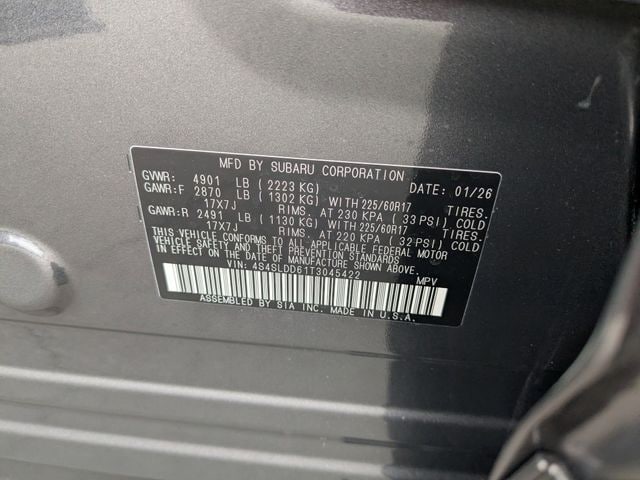 MFD BY SUBARU CORPORATION
GVWR: 4901 LB ( 2223 KG) DATE: 01/26
GAWR:F 2870 LB ( 1302 KG) WITH 225/60R17 TIRES.
17X7J RIMS. AT 230 KPA ( 33 PSI) COLD
GAWR:R 2491 LB ( 1130 KG) WITH 225/60R17 TIRES.
17X7J RIMS. AT 220 KPA ( 32 PSI) COLD
THIS VEHICLE CONFORMS TO ALL APPLICABLE FEDERAL MOTOR
VEHICLE SAFETY AND THEFT PREVENTION STANDARDS
IN EFFECT ON THE DATE OF MANUFACTURE SHOWN ABOVE.
VIN: 4S4SLDD61T3045422 MPV
ASSEMBLED BY SIA INC. MADE IN U.S.A.